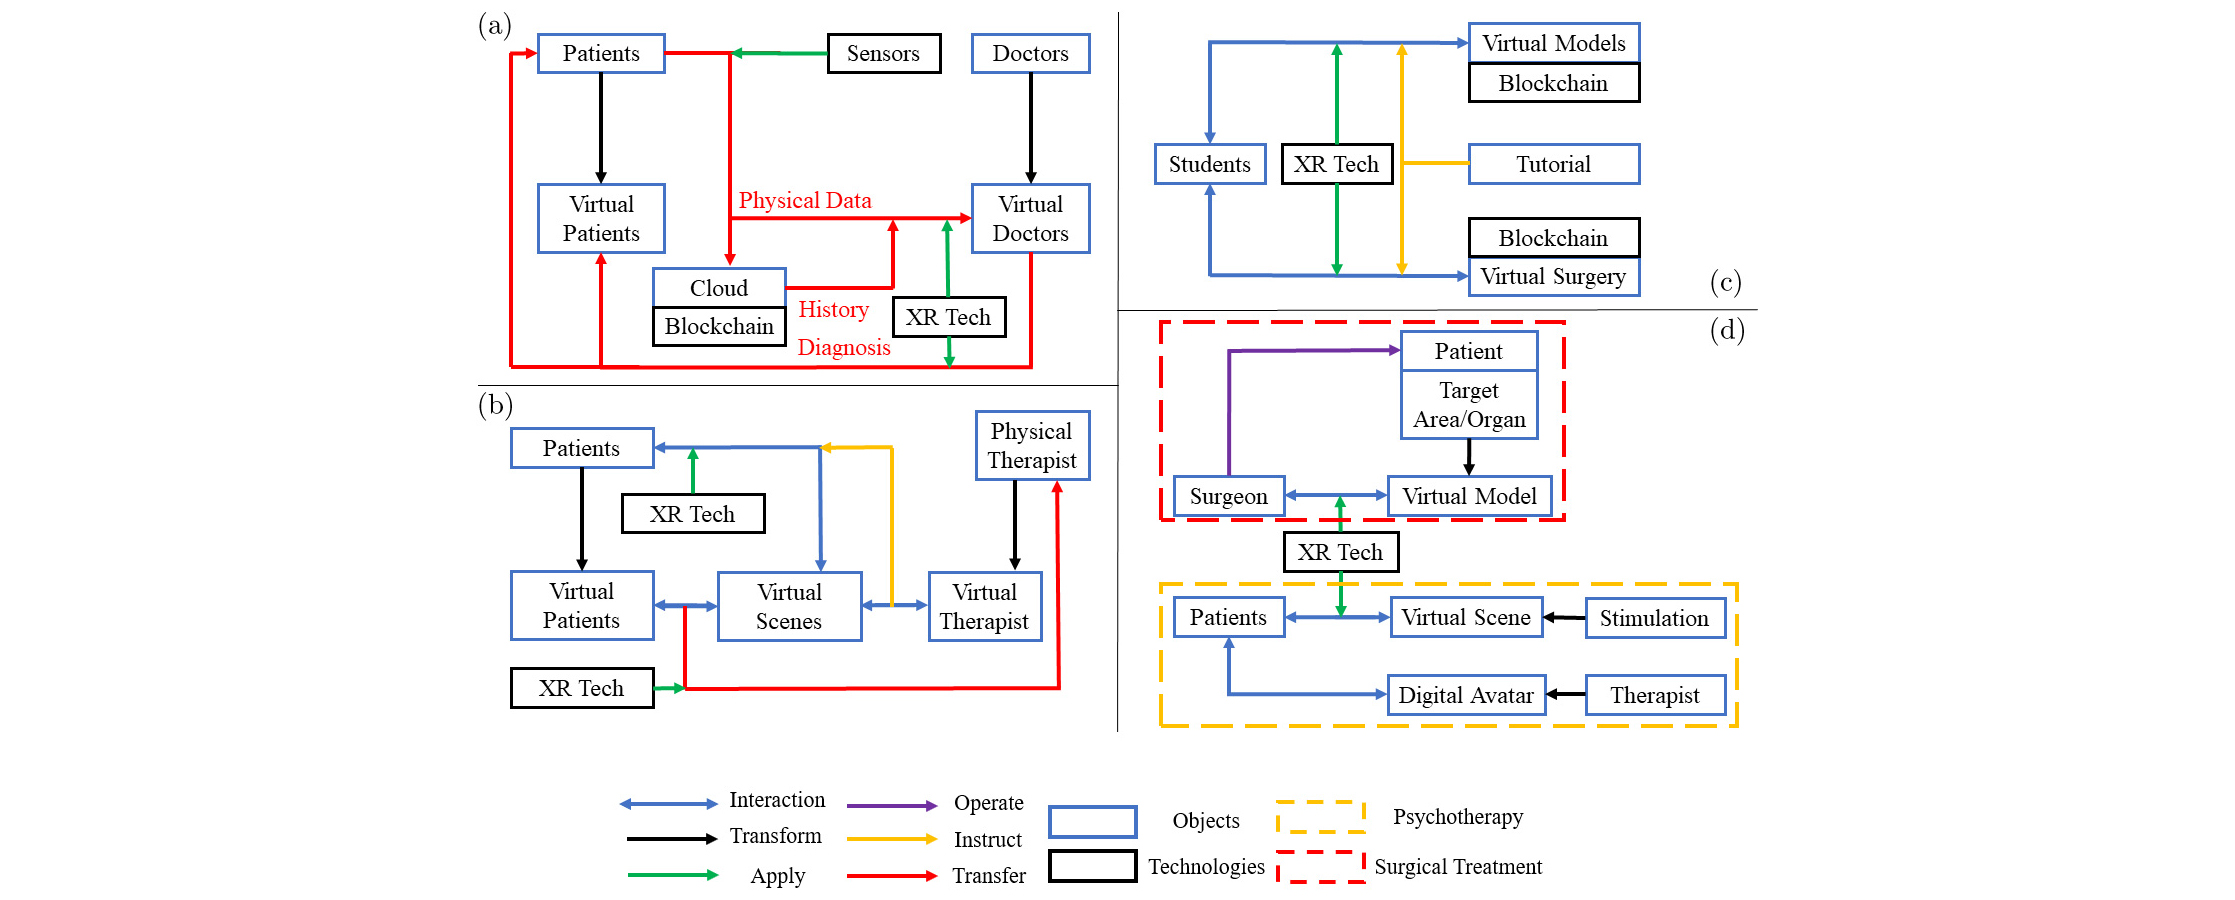 (a)
Patients
Sensors
Doctors
Virtual
Patients
Physical Data
Virtual
Doctors
Cloud
Blockchain
History
Diagnosis
XR Tech
(b)
Patients
Physical
Therapist
XR Tech
Virtual
Patients
Virtual
Scenes
Virtual
Therapist
XR Tech
Virtual Models
Blockchain
Students
XR Tech
Tutorial
Blockchain
Virtual Surgery
(c)
(d)
Patient
Target
Area/Organ
Surgeon
Virtual Model
XR Tech
Patients
Virtual Scene
Stimulation
Digital Avatar
Therapist
Interaction
Operate
Objects
Psychotherapy
Transform
Instruct
Technologies
Surgical Treatment
Apply
Transfer